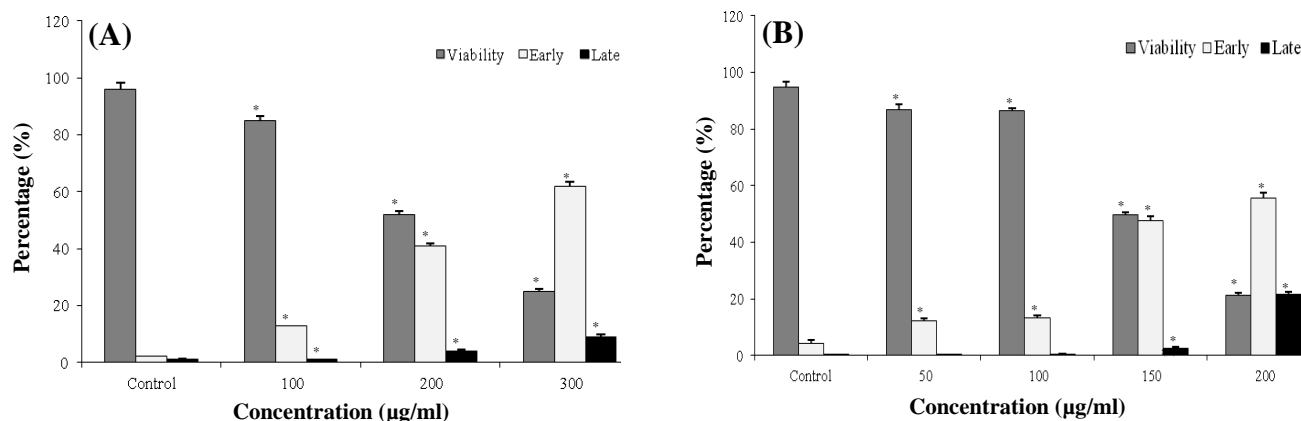 (A)
Viability Early Late
Percentage (%)
120
100
80
60
40
20
0
* * * * * * * * *
Control 100 200 300
Concentration (µg/ml)
(B)
Viability Early Late
Percentage (%)
120
100
80
60
40
20
0
* * * * * * * * * *
Control 50 100 150 200
Concentration (µg/ml)